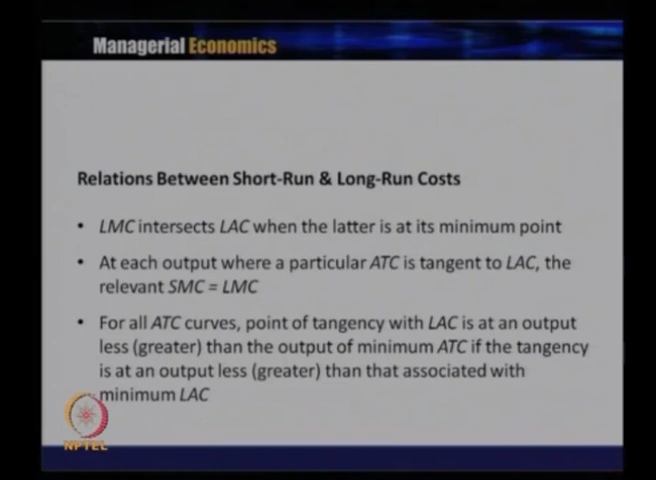 Managerial Economics
Relations Between Short-Run & Long-Run Costs
• LMC intersects LAC when the latter is at its minimum point
• At each output where a particular ATC is tangent to LAC, the
relevant SMC = LMC
• For all ATC curves, point of tangency with LAC is at an output
less (greater) than the output of minimum ATC if the tangency
is at an output less (greater) than that associated with
minimum LAC
NPTEL